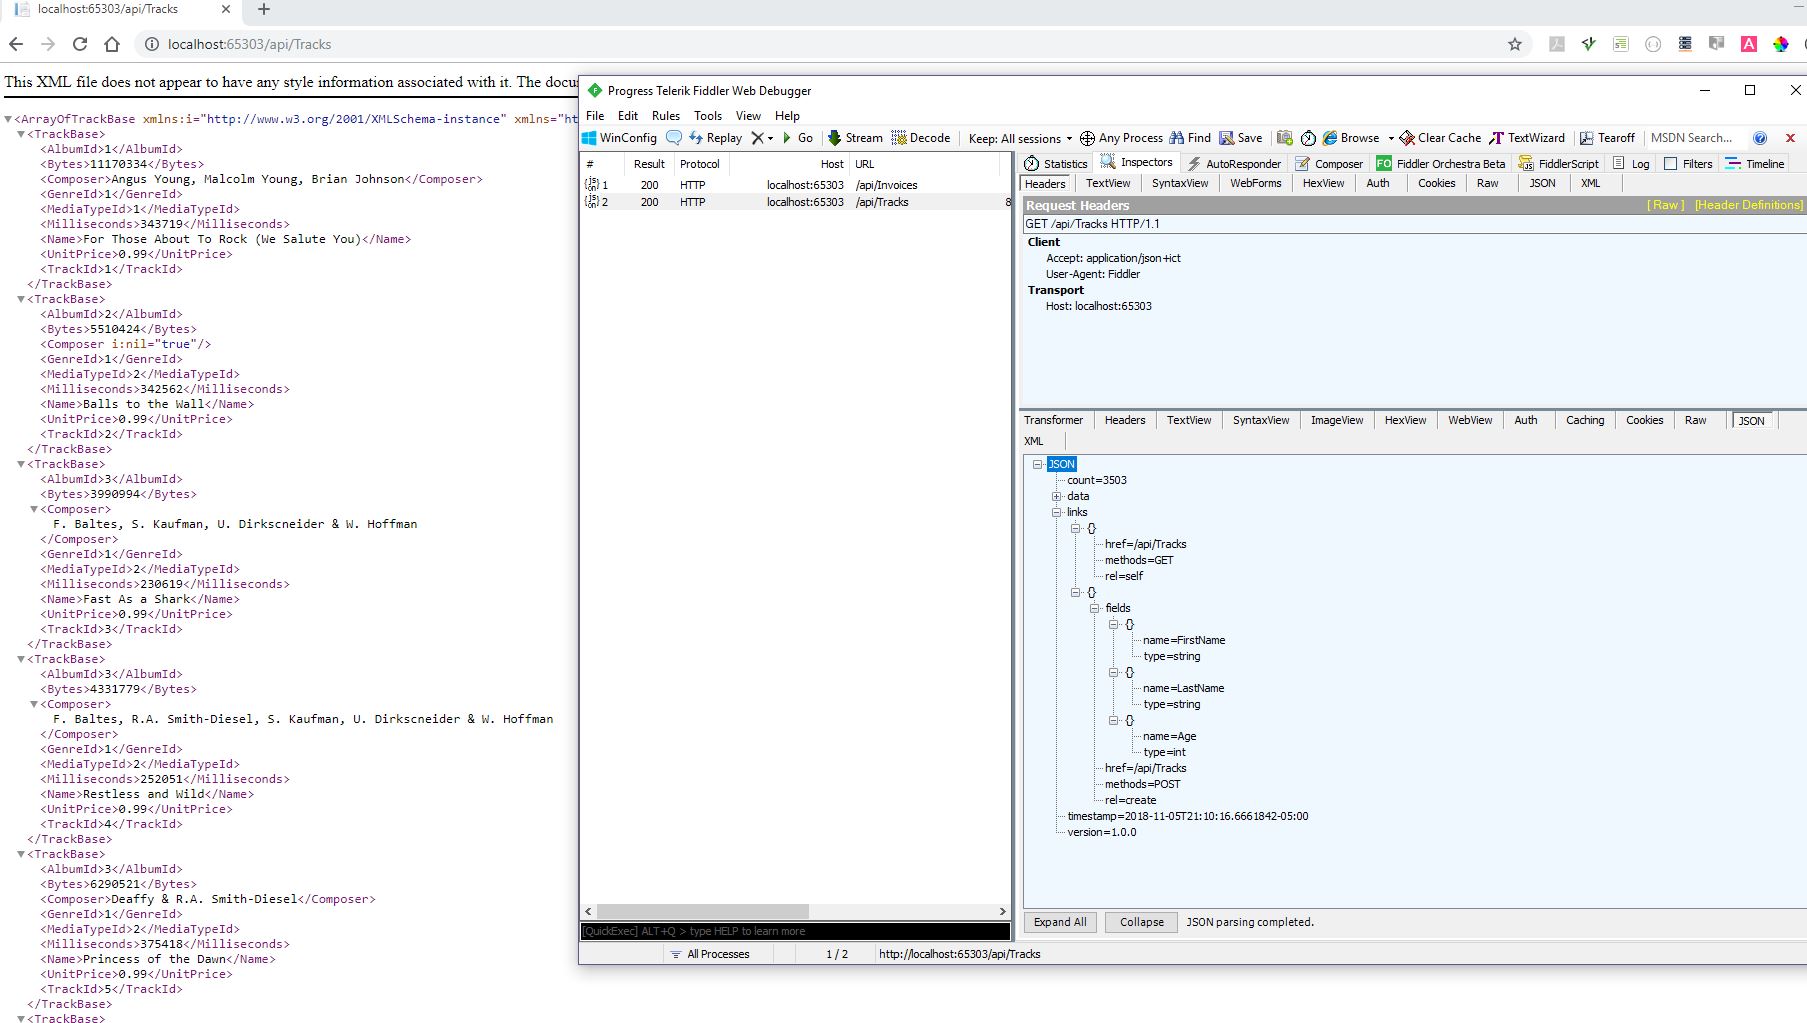 localhost:65303/api/Tracks
localhost:65303/api/Tracks
This XML file does not appear to have any style information associated with it. The
<ArrayOfTrackBase xmlns:i="http://www.w3.org/2001/XMLSchema-instance"
<TrackBase>
<AlbumId>1</AlbumId>
<Bytes>11170334</Bytes>
<Composer>Angus Young, Malcolm Young, Brian Johnson</Composer>
<GenreId>1</GenreId>
<MediaTypeId>1</MediaTypeId>
<Milliseconds>343719</Milliseconds>
<Name>For Those About To Rock (We Salute You)</Name>
<UnitPrice>0.99</UnitPrice>
<TrackId>1</TrackId>
</TrackBase>
<TrackBase>
<AlbumId>2</AlbumId>
<Bytes>5510424</Bytes>
<Composer i:nil="true"/>
<GenreId>1</GenreId>
<MediaTypeId>2</MediaTypeId>
<Milliseconds>342562</Milliseconds>
<Name>Balls to the Wall</Name>
<UnitPrice>0.99</UnitPrice>
<TrackId>2</TrackId>
</TrackBase>
<TrackBase>
<AlbumId>3</AlbumId>
<Bytes>3990994</Bytes>
<Composer>
F. Baltes, S. Kaufman, U. Dirkscneider & W. Hoffman
</Composer>
<GenreId>1</GenreId>
<MediaTypeId>2</MediaTypeId>
<Milliseconds>230619</Milliseconds>
<Name>Fast As a Shark</Name>
<UnitPrice>0.99</UnitPrice>
<TrackId>3</TrackId>
</TrackBase>
<TrackBase>
<AlbumId>3</AlbumId>
<Bytes>4331779</Bytes>
<Composer>
F. Baltes, R.A. Smith-Diesel, S. Kaufman, U. Dirkscneider & W. Hoffman
</Composer>
<GenreId>1</GenreId>
<MediaTypeId>2</MediaTypeId>
<Milliseconds>252051</Milliseconds>
<Name>Restless and Wild</Name>
<UnitPrice>0.99</UnitPrice>
<TrackId>4</TrackId>
</TrackBase>
<TrackBase>
<AlbumId>3</AlbumId>
<Bytes>6290521</Bytes>
<Composer>Deaffy & R.A. Smith-Diesel</Composer>
<GenreId>1</GenreId>
<MediaTypeId>2</MediaTypeId>
<Milliseconds>375418</Milliseconds>
<Name>Princess of the Dawn</Name>
<UnitPrice>0.99</UnitPrice>
<TrackId>5</TrackId>
</TrackBase>
<TrackBase>
Progress Telerik Fiddler Web Debugger
File Edit Rules Tools View Help
WinConfig Replay Go Stream Decode Keep: All sessions Any Process Find Save Browse Clear Cache TextWizard Tearoff MSDN Search...
# Result Protocol Host URL
1 200 HTTP localhost:65303 /api/Invoices
2 200 HTTP localhost:65303 /api/Tracks 8
[QuickExec] ALT+Q > type HELP to learn more
Statistics Inspectors AutoResponder Composer FO Fiddler Orchestra Beta FiddlerScript Log Filters Timeline
Headers TextView SyntaxView WebForms HexView Auth Cookies Raw JSON XML
Request Headers [ Raw ] [Header Definitions]
GET /api/Tracks HTTP/1.1
Client
Accept: application/json+ict
User-Agent: Fiddler
Transport
Host: localhost:65303
Transformer Headers TextView SyntaxView ImageView HexView WebView Auth Caching Cookies Raw JSON
XML
JSON
count=3503
data
links
{}
href=/api/Tracks
methods=GET
rel=self
{}
fields
{}
name=FirstName
type=string
{}
name=LastName
type=string
{}
name=Age
type=int
href=/api/Tracks
methods=POST
rel=create
timestamp=2018-11-05T21:10:16.6661842-05:00
version=1.0.0
Expand All Collapse JSON parsing completed.
All Processes 1 / 2 http://localhost:65303/api/Tracks